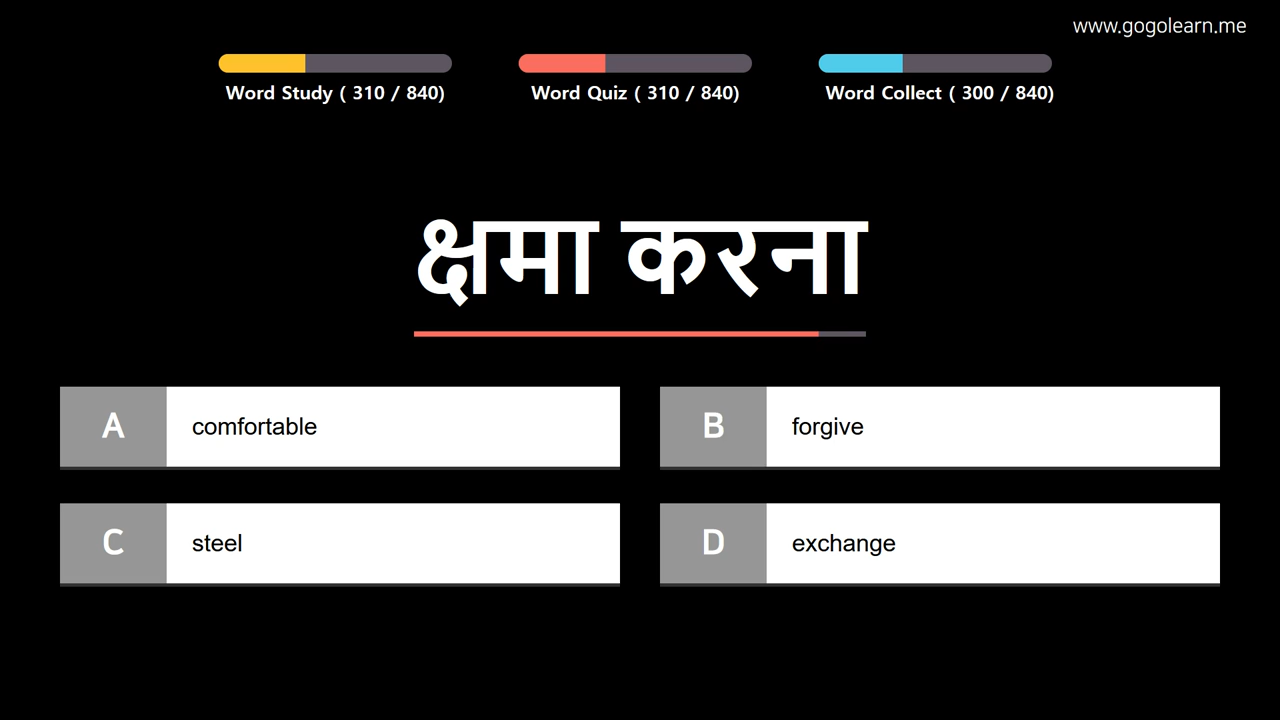 www.gogolearn.me
Word Study ( 310 / 840)
Word Quiz ( 310 / 840)
Word Collect ( 300 / 840)
क्षमा करना
A comfortable
B forgive
C steel
D exchange